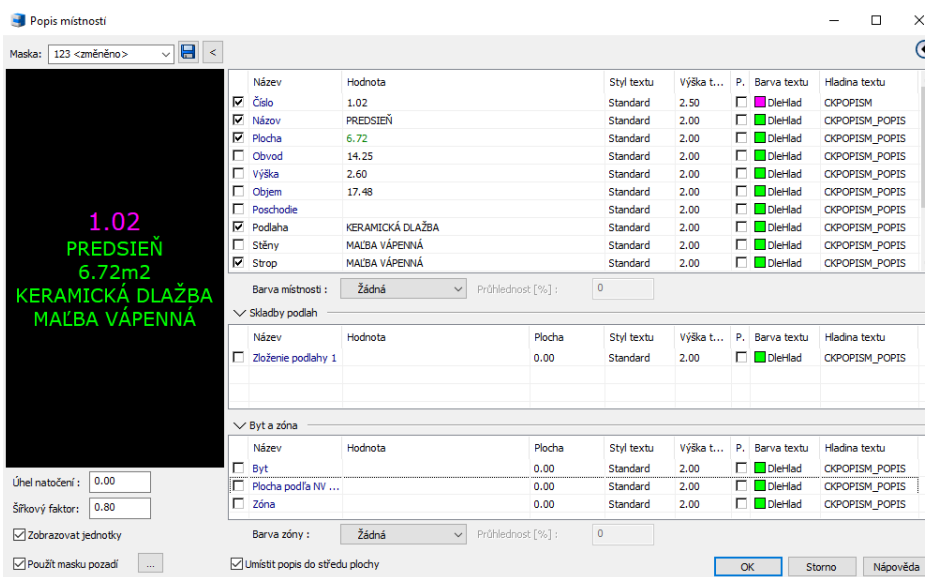 Popis místností
Maska: 123 <změněno> <
Název Hodnota Styl textu Výška t... P. Barva textu Hladina textu
Číslo 1.02 Standard 2.50 DleHlad CKPOPISM
Názov PREDSIEŇ Standard 2.00 DleHlad CKPOPISM_POPIS
Plocha 6.72 Standard 2.00 DleHlad CKPOPISM_POPIS
Obvod 14.25 Standard 2.00 DleHlad CKPOPISM_POPIS
Výška 2.60 Standard 2.00 DleHlad CKPOPISM_POPIS
Objem 17.48 Standard 2.00 DleHlad CKPOPISM_POPIS
Poschodie Standard 2.00 DleHlad CKPOPISM_POPIS
Podlaha KERAMICKÁ DLAŽBA Standard 2.00 DleHlad CKPOPISM_POPIS
Stěny MAĽBA VÁPENNÁ Standard 2.00 DleHlad CKPOPISM_POPIS
Strop MAĽBA VÁPENNÁ Standard 2.00 DleHlad CKPOPISM_POPIS
1.02
PREDSIEŇ
6.72m2
KERAMICKÁ DLAŽBA
MAĽBA VÁPENNÁ
Barva místnosti : Žádná Průhlednost [%] : 0
Skladby podlah
Název Hodnota Plocha Styl textu Výška t... P. Barva textu Hladina textu
Zloženie podlahy 1 0.00 Standard 2.00 DleHlad CKPOPISM_POPIS
Byt a zóna
Název Hodnota Plocha Styl textu Výška t... P. Barva textu Hladina textu
Byt 0.00 Standard 2.00 DleHlad CKPOPISM_POPIS
Plocha podľa NV ... 0.00 Standard 2.00 DleHlad CKPOPISM_POPIS
Zóna 0.00 Standard 2.00 DleHlad CKPOPISM_POPIS
Úhel natočení : 0.00
Šířkový faktor: 0.80
Zobrazovat jednotky
Barva zóny : Žádná Průhlednost [%] : 0
Použít masku pozadí ...
Umístit popis do středu plochy
OK Storno Nápověda